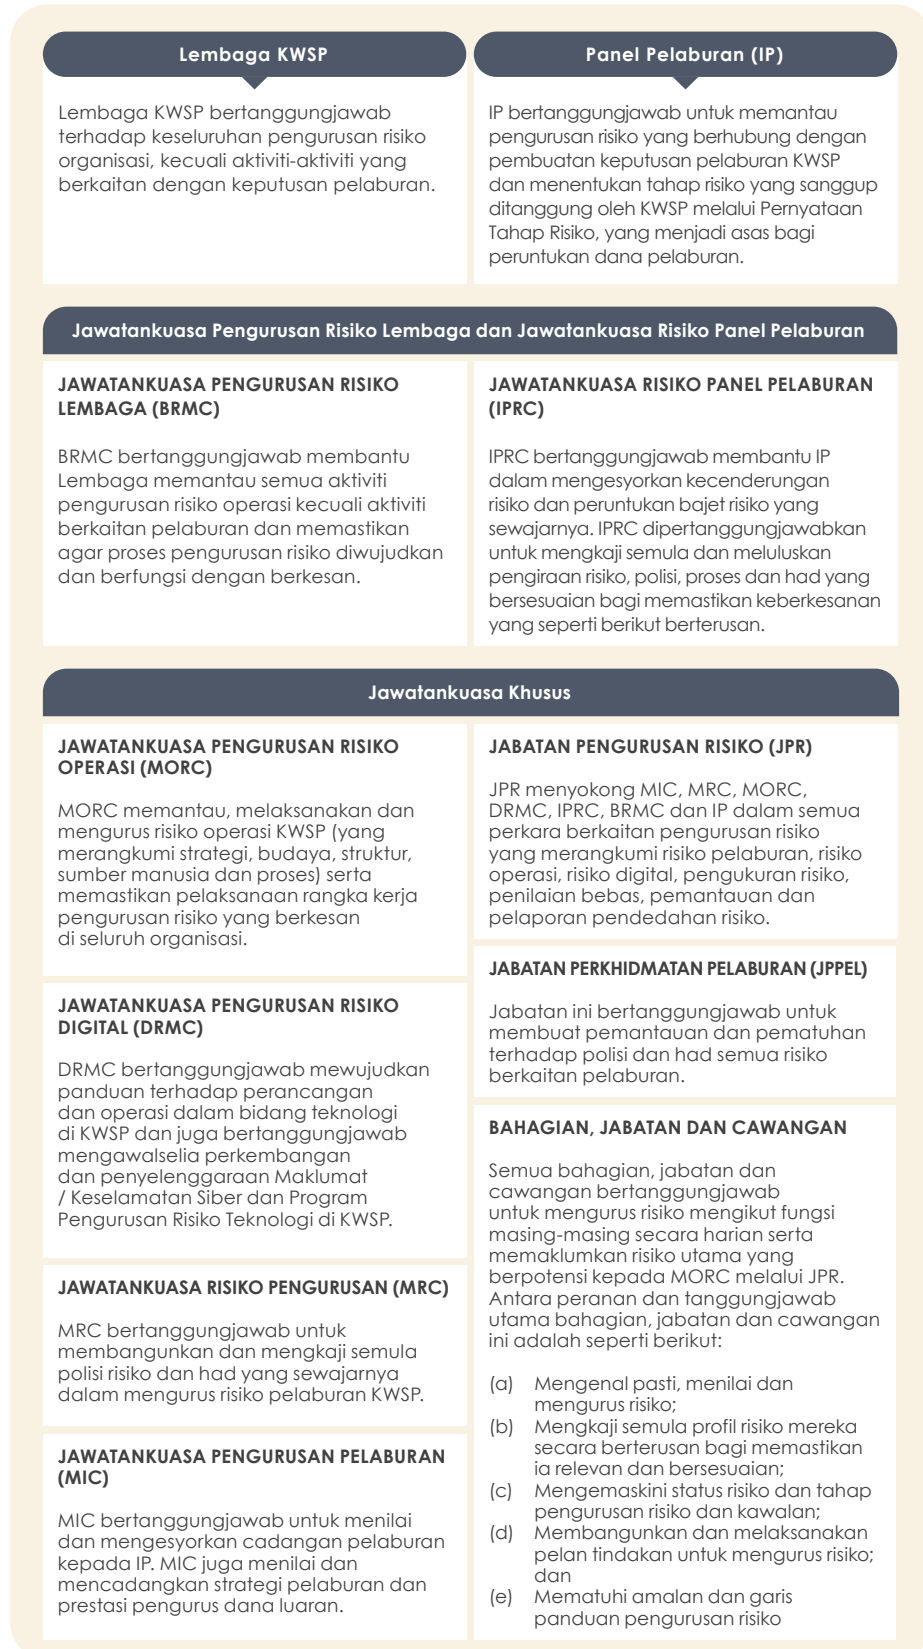 Lembaga KWSP
Lembaga KWSP bertanggungjawab
terhadap keseluruhan pengurusan risiko
organisasi, kecuali aktiviti-aktiviti yang
berkaitan dengan keputusan pelaburan.
Panel Pelaburan (IP)
IP bertanggungjawab untuk memantau
pengurusan risiko yang berhubung dengan
pembuatan keputusan pelaburan KWSP
dan menentukan tahap risiko yang sanggup
ditanggung oleh KWSP melalui Pernyataan
Tahap Risiko, yang menjadi asas bagi
peruntukan dana pelaburan.
Jawatankuasa Pengurusan Risiko Lembaga dan Jawatankuasa Risiko Panel Pelaburan
JAWATANKUASA PENGURUSAN RISIKO
LEMBAGA (BRMC)
BRMC bertanggungjawab membantu
Lembaga memantau semua aktiviti
pengurusan risiko operasi kecuali aktiviti
berkaitan pelaburan dan memastikan
agar proses pengurusan risiko diwujudkan
dan berfungsi dengan berkesan.
JAWATANKUASA RISIKO PANEL PELABURAN
(IPRC)
IPRC bertanggungjawab membantu IP
dalam mengesyorkan kecenderungan
risiko dan peruntukan bajet risiko yang
sewajarnya. IPRC dipertanggungjawabkan
untuk mengkaji semula dan meluluskan
pengiraan risiko, polisi, proses dan had yang
bersesuaian bagi memastikan keberkesanan
yang seperti berikut berterusan.
Jawatankuasa Khusus
JAWATANKUASA PENGURUSAN RISIKO
OPERASI (MORC)
MORC memantau, melaksanakan dan
mengurus risiko operasi KWSP (yang
merangkumi strategi, budaya, struktur,
sumber manusia dan proses) serta
memastikan pelaksanaan rangka kerja
pengurusan risiko yang berkesan
di seluruh organisasi.
JAWATANKUASA PENGURUSAN RISIKO
DIGITAL (DRMC)
DRMC bertanggungjawab mewujudkan
panduan terhadap perancangan
dan operasi dalam bidang teknologi
di KWSP dan juga bertanggungjawab
mengawalselia perkembangan
dan penyelenggaraan Maklumat
/ Keselamatan Siber dan Program
Pengurusan Risiko Teknologi di KWSP.
JAWATANKUASA RISIKO PENGURUSAN (MRC)
MRC bertanggungjawab untuk
membangunkan dan mengkaji semula
polisi risiko dan had yang sewajarnya
dalam mengurus risiko pelaburan KWSP.
JAWATANKUASA PENGURUSAN PELABURAN
(MIC)
MIC bertanggungjawab untuk menilai
dan mengesyorkan cadangan pelaburan
kepada IP. MIC juga menilai dan
mencadangkan strategi pelaburan dan
prestasi pengurus dana luaran.
JABATAN PENGURUSAN RISIKO (JPR)
JPR menyokong MIC, MRC, MORC,
DRMC, IPRC, BRMC dan IP dalam semua
perkara berkaitan pengurusan risiko
yang merangkumi risiko pelaburan, risiko
operasi, risiko digital, pengukuran risiko,
penilaian bebas, pemantauan dan
pelaporan pendedahan risiko.
JABATAN PERKHIDMATAN PELABURAN (JPPEL)
Jabatan ini bertanggungjawab untuk
membuat pemantauan dan pematuhan
terhadap polisi dan had semua risiko
berkaitan pelaburan.
BAHAGIAN, JABATAN DAN CAWANGAN
Semua bahagian, jabatan dan
cawangan bertanggungjawab
untuk mengurus risiko mengikut fungsi
masing-masing secara harian serta
memaklumkan risiko utama yang
berpotensi kepada MORC melalui JPR.
Antara peranan dan tanggungjawab
utama bahagian, jabatan dan cawangan
ini adalah seperti berikut:
(a) Mengenal pasti, menilai dan
mengurus risiko;
(b) Mengkaji semula profil risiko mereka
secara berterusan bagi memastikan
ia relevan dan bersesuaian;
(c) Mengemaskini status risiko dan tahap
pengurusan risiko dan kawalan;
(d) Membangunkan dan melaksanakan
pelan tindakan untuk mengurus risiko;
dan
(e) Mematuhi amalan dan garis
panduan pengurusan risiko